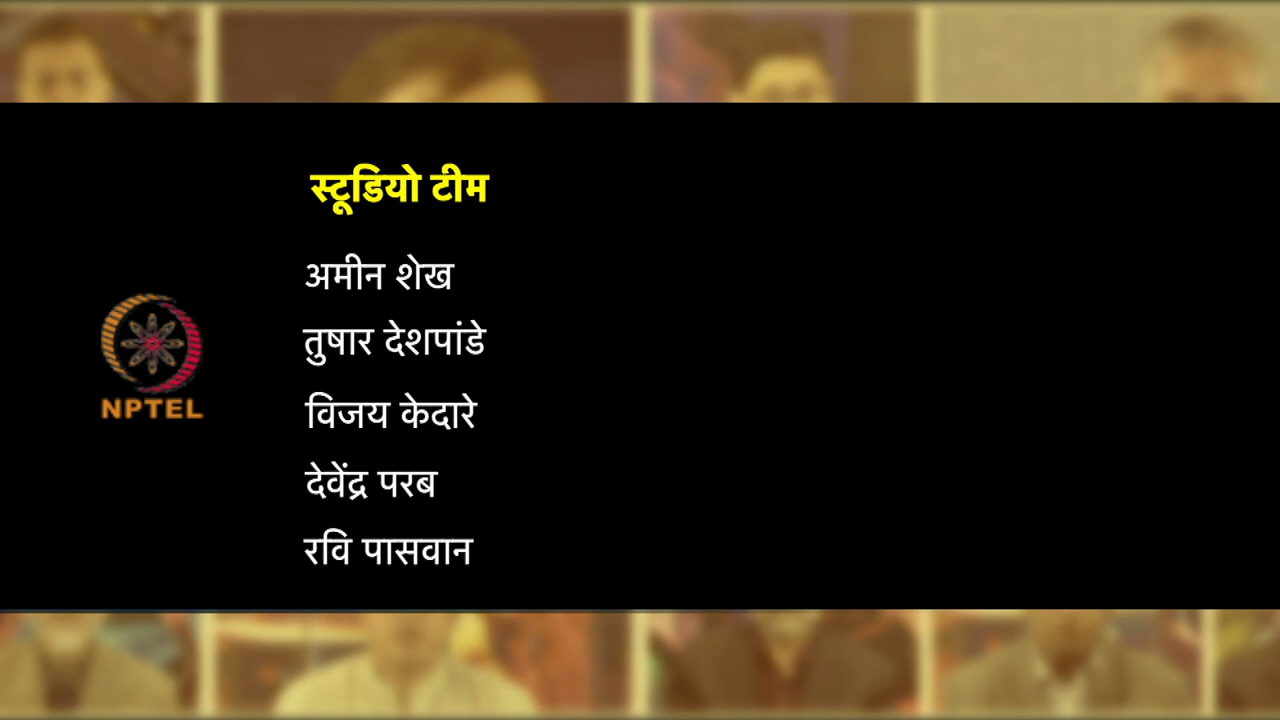 स्टूडियो टीम
अमीन शेख
तुषार देशपांडे
विजय केदारे
देवेंद्र परब
रवि पासवान
NPTEL